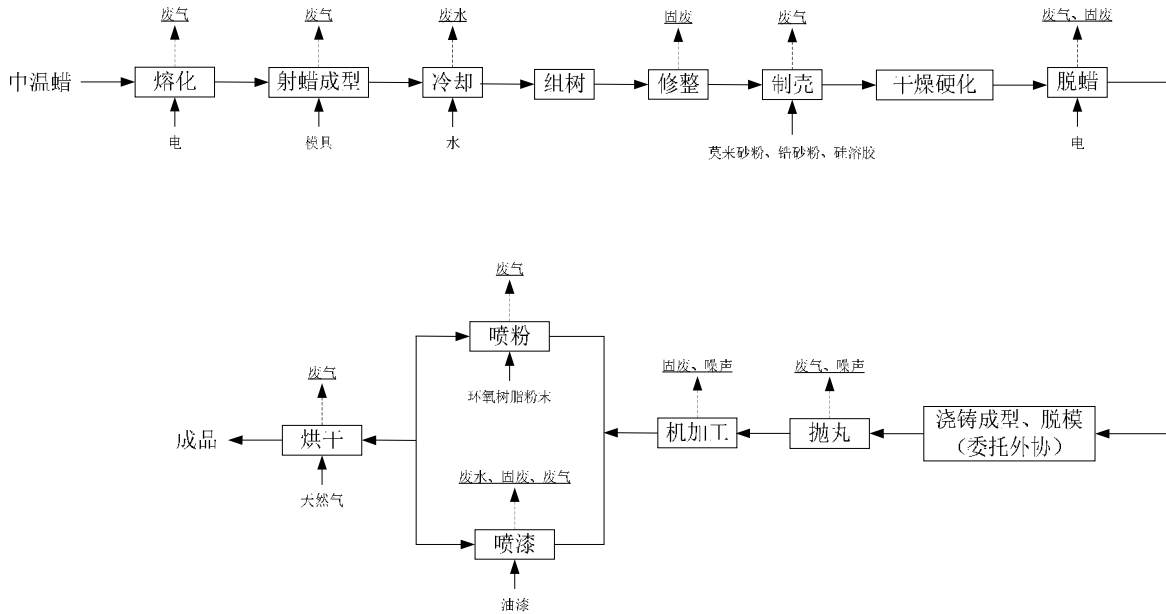 废气
废气
废水
固废
废气
废气、固废
中温蜡
熔化
射蜡成型
冷却
组树
修整
制壳
干燥硬化
脱蜡
电
模具
水
莫来砂粉、锆砂粉、硅溶胶
电
废气
喷粉
环氧树脂粉末
废气
固废、噪声
废气、噪声
成品
烘干
机加工
抛丸
浇铸成型、脱模
（委托外协）
天然气
废水、固废、废气
喷漆
油漆